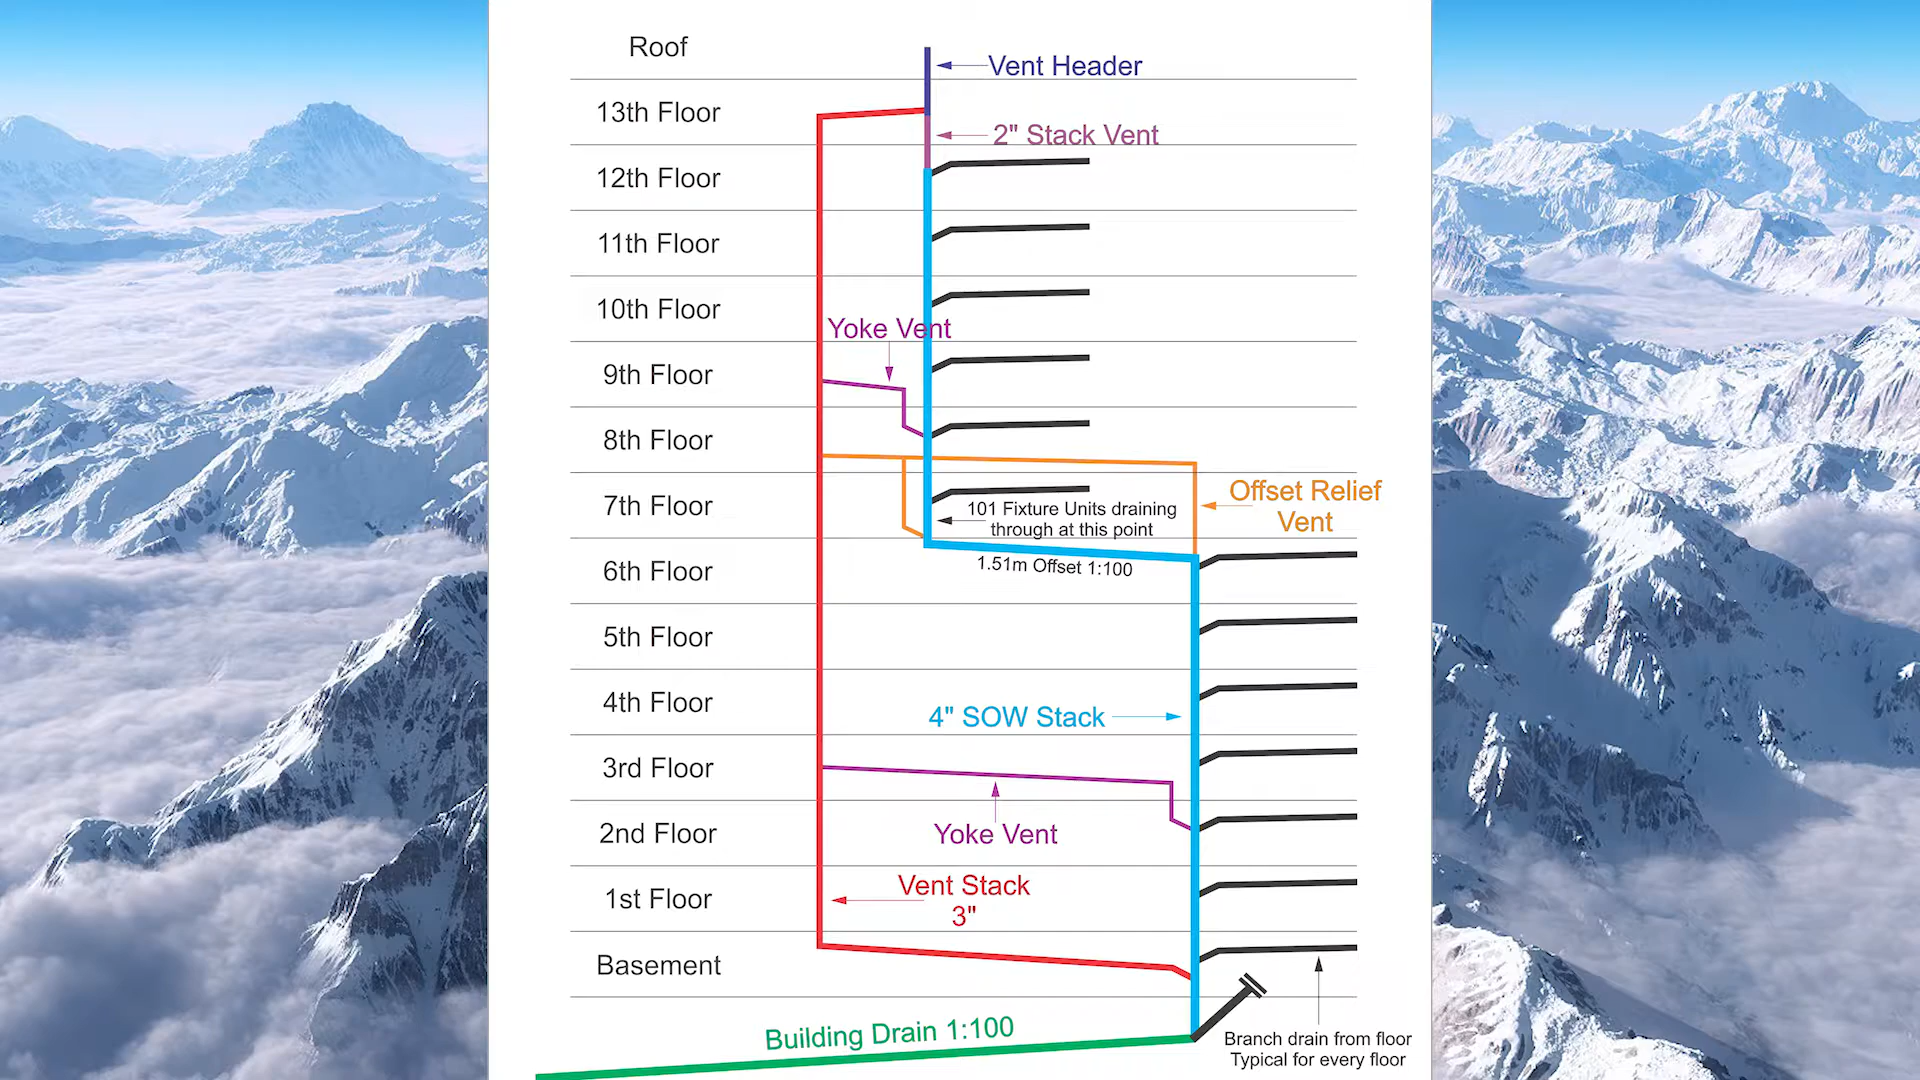 Roof
Vent Header
13th Floor
2" Stack Vent
12th Floor
11th Floor
10th Floor
Yoke Vent
9th Floor
8th Floor
7th Floor
Offset Relief
Vent
101 Fixture Units draining
through at this point
6th Floor
1.51m Offset 1:100
5th Floor
4th Floor
4" SOW Stack
3rd Floor
2nd Floor
Yoke Vent
1st Floor
Vent Stack
3"
Basement
Building Drain 1:100
Branch drain from floor
Typical for every floor